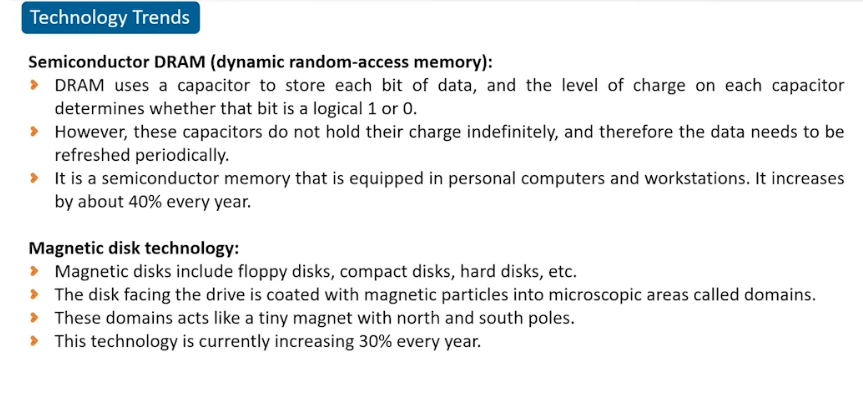 Technology Trends
Semiconductor DRAM (dynamic random-access memory):
DRAM uses a capacitor to store each bit of data, and the level of charge on each capacitor
determines whether that bit is a logical 1 or 0.
However, these capacitors do not hold their charge indefinitely, and therefore the data needs to be
refreshed periodically.
It is a semiconductor memory that is equipped in personal computers and workstations. It increases
by about 40% every year.
Magnetic disk technology:
Magnetic disks include floppy disks, compact disks, hard disks, etc.
The disk facing the drive is coated with magnetic particles into microscopic areas called domains.
These domains acts like a tiny magnet with north and south poles.
This technology is currently increasing 30% every year.